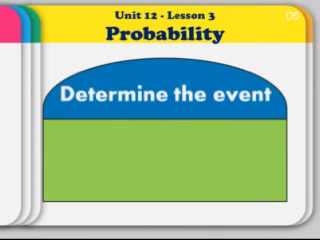 Unit 12 - Lesson 3
Probability
Determine the event